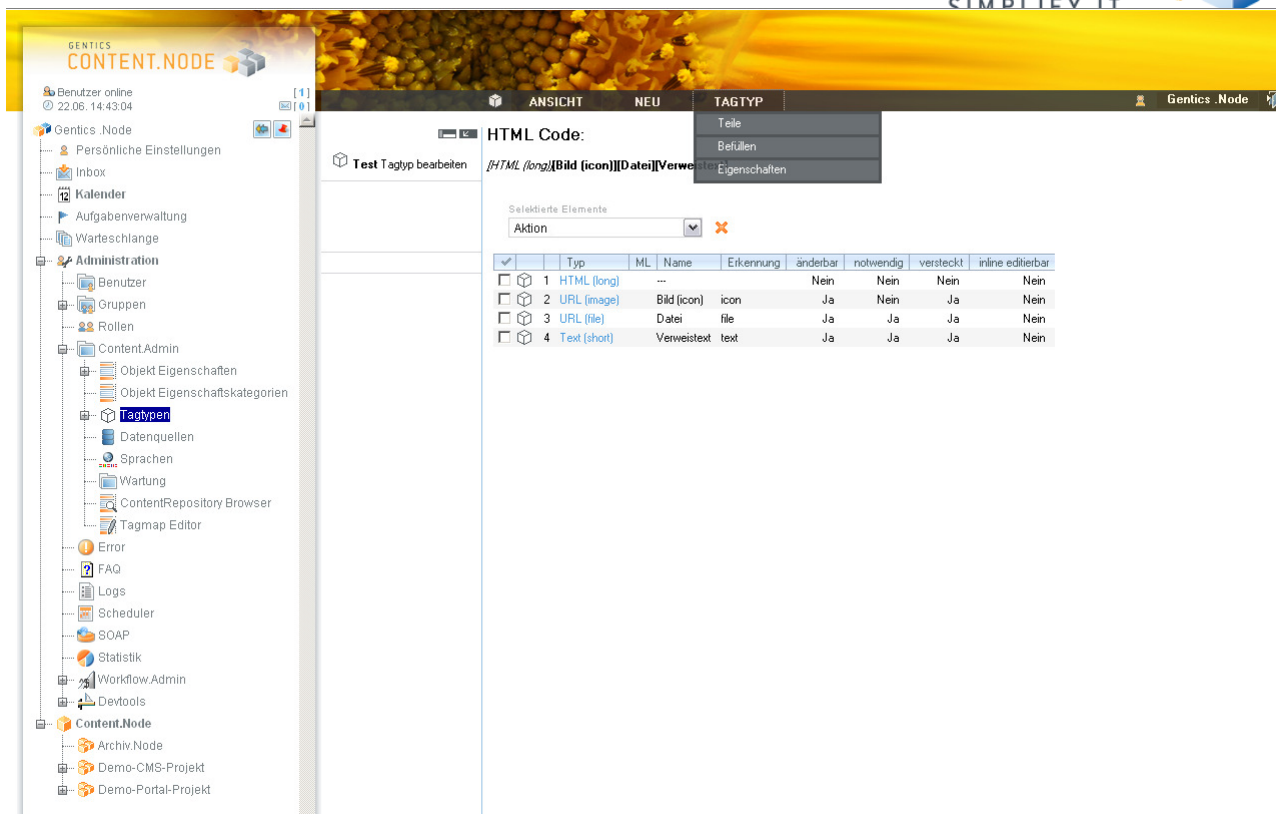 SIMPLIFY IT
GENTICS
CONTENT.NODE
Benutzer online [1]
22.06. 14:43:04 [0]
ANSICHT NEU TAGTYP
Gentics .Node
Teile
Befüllen
Eigenschaften
Gentics .Node
Persönliche Einstellungen
Inbox
12 Kalender
Aufgabenverwaltung
Warteschlange
Administration
Benutzer
Gruppen
Rollen
Content.Admin
Objekt Eigenschaften
Objekt Eigenschaftskategorien
Tagtypen
Datenquellen
Sprachen
Wartung
ContentRepository Browser
Tagmap Editor
Error
FAQ
Logs
Scheduler
SOAP
Statistik
Workflow.Admin
Devtools
Content.Node
Archiv.Node
Demo-CMS-Projekt
Demo-Portal-Projekt
Test Tagtyp bearbeiten
HTML Code:
[HTML (long)][Bild (icon)][Datei][Verweistext]
Selektierte Elemente
Aktion
Typ ML Name Erkennung änderbar notwendig versteckt inline editierbar
1 HTML (long) --- Nein Nein Nein Nein
2 URL (image) Bild (icon) icon Ja Nein Ja Nein
3 URL (file) Datei file Ja Ja Ja Nein
4 Text (short) Verweistext text Ja Ja Ja Nein